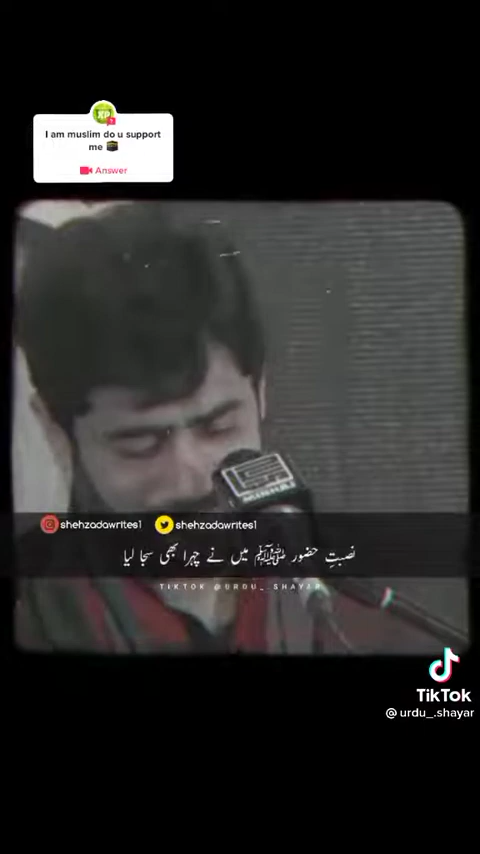 I am muslim do u support
me 🕋
Answer
shehzadawrites1 shehzadawrites1
نصبتِ حضور ﷺ میں نے چہرا بھی سجا لیا
TIKTOK @URDU_SHAYAR
TikTok
@urdu_.shayar